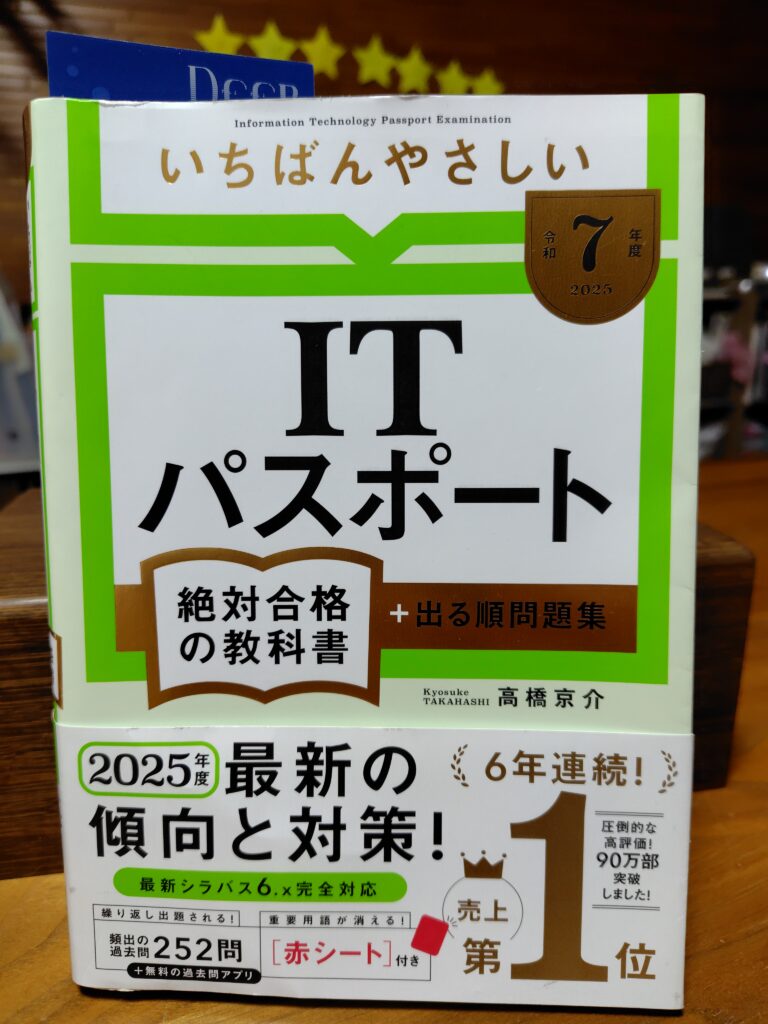 DEEP
Information Technology Passport Examination
いちばんやさしい
令和
7
年度
2025
IT
パスポート
絶対合格
の教科書
+出る順問題集
Kyosuke
TAKAHASHI
高橋京介
2025年度
最新の
傾向と対策!
最新シラバス6.x完全対応
繰り返し出題される!
頻出の
過去問252問
+無料の過去問アプリ
重要用語が消える!
[赤シート]付き
6年連続!
売上
第1位
圧倒的な
高評価!
90万部
突破
しました!